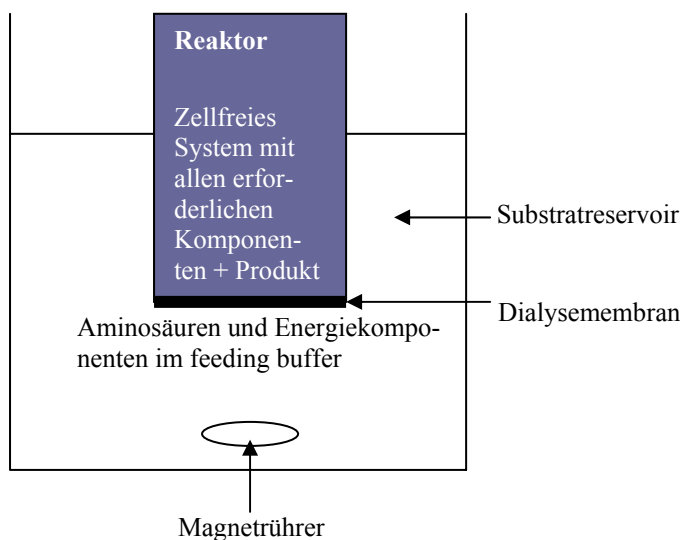 Reaktor
Zellfreies
System mit
allen erfor-
derlichen
Komponen-
ten + Produkt
Substratreservoir
Dialysemembran
Aminosäuren und Energiekompo-
nenten im feeding buffer
Magnetrührer